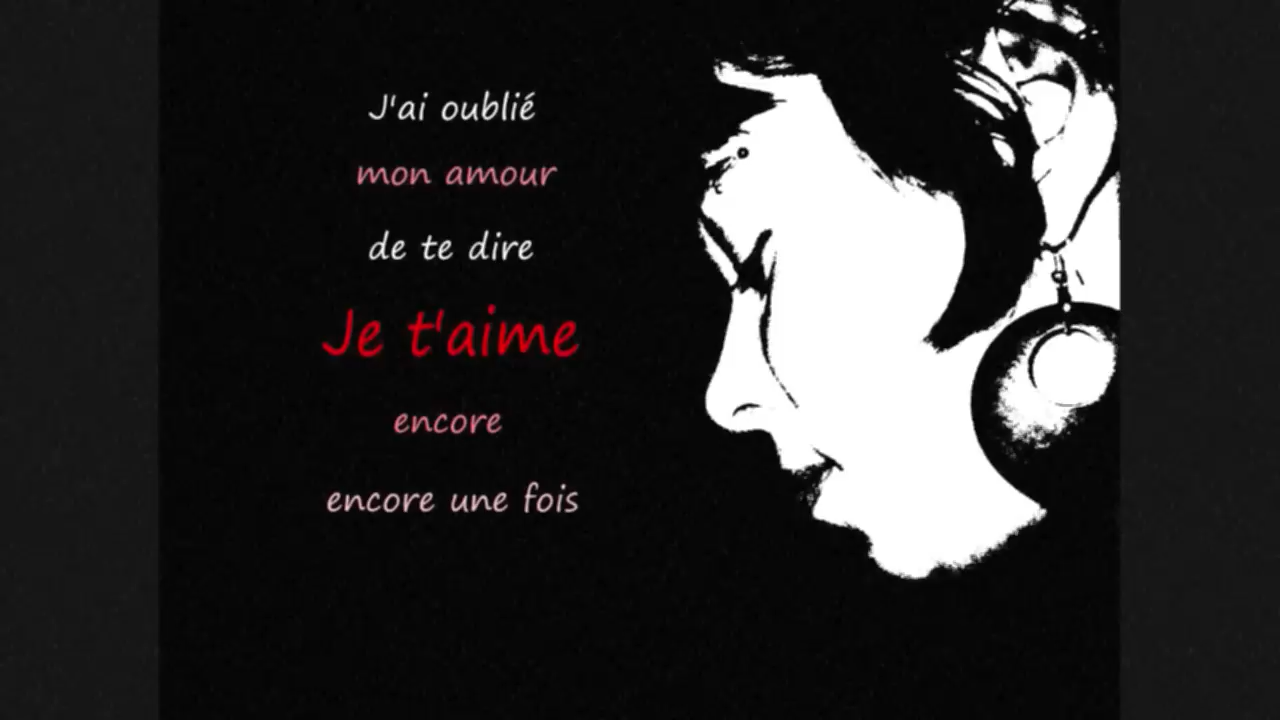 J'ai oublié
mon amour
de te dire
Je t'aime
encore
encore une fois